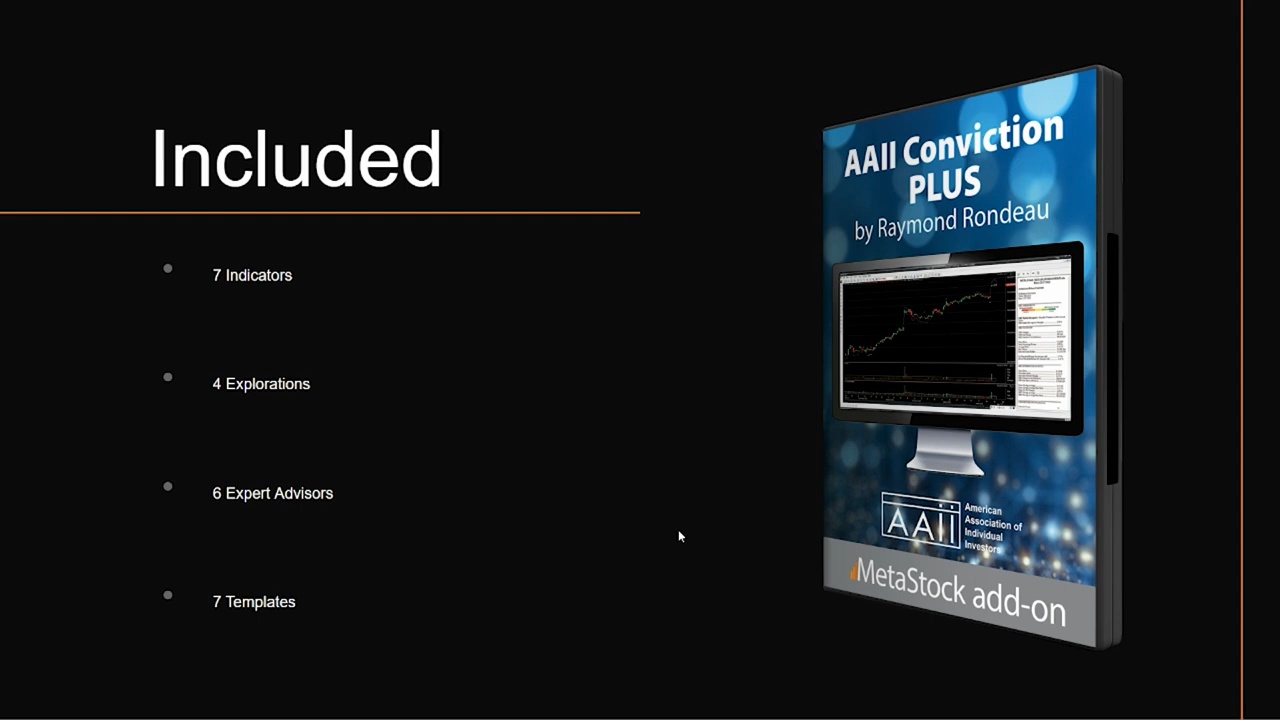 Included
7 Indicators
4 Explorations
6 Expert Advisors
7 Templates
AAII Conviction
PLUS
by Raymond Rondeau
AAII
American
Association of
Individual
Investors
MetaStock add-on